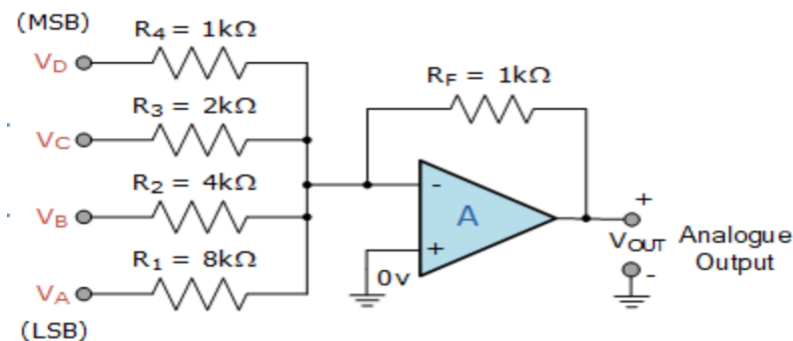 (MSB)
R4 = 1kΩ
VD
RF = 1kΩ
R3 = 2kΩ
VC
R2 = 4kΩ
VB
-
A
+
+
VOUT
Analogue
Output
-
R1 = 8kΩ
VA
0v
(LSB)